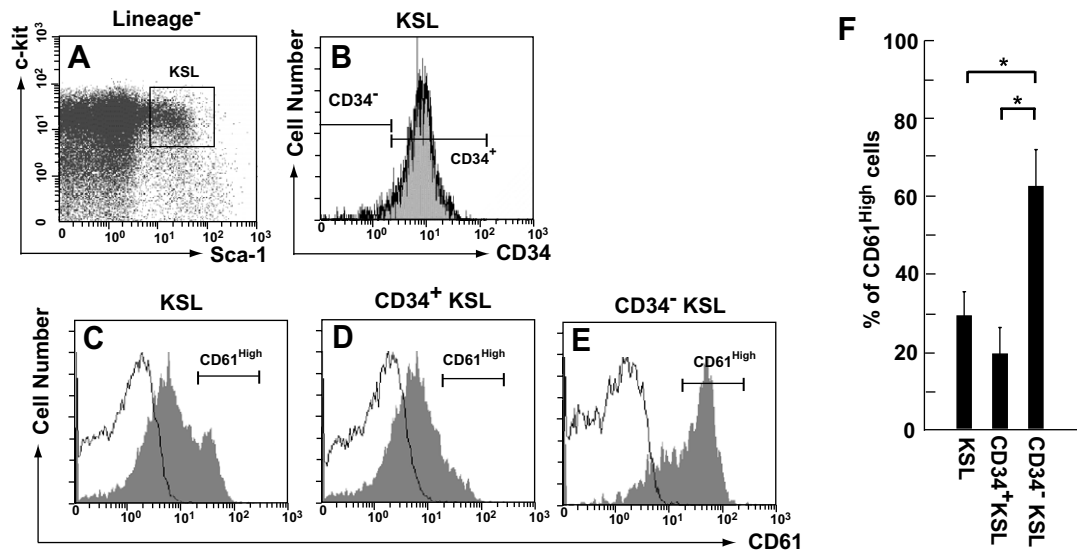 Lineage⁻
A
KSL
c-kit
10³
10²
10¹
10⁰
0
0 10⁰ 10¹ 10² 10³
Sca-1
KSL
B
CD34⁻
CD34⁺
Cell Number
0 10⁰ 10¹ 10² 10³
CD34
KSL
C
CD61ᴴⁱᵍʰ
Cell Number
0 10⁰ 10¹ 10² 10³
CD34⁺ KSL
D
CD61ᴴⁱᵍʰ
0 10⁰ 10¹ 10² 10³
CD34⁻ KSL
E
CD61ᴴⁱᵍʰ
0 10⁰ 10¹ 10² 10³
CD61
F
% of CD61ᴴⁱᵍʰ cells
100
80
60
40
20
0
*
*
KSL
CD34⁺KSL
CD34⁻ KSL